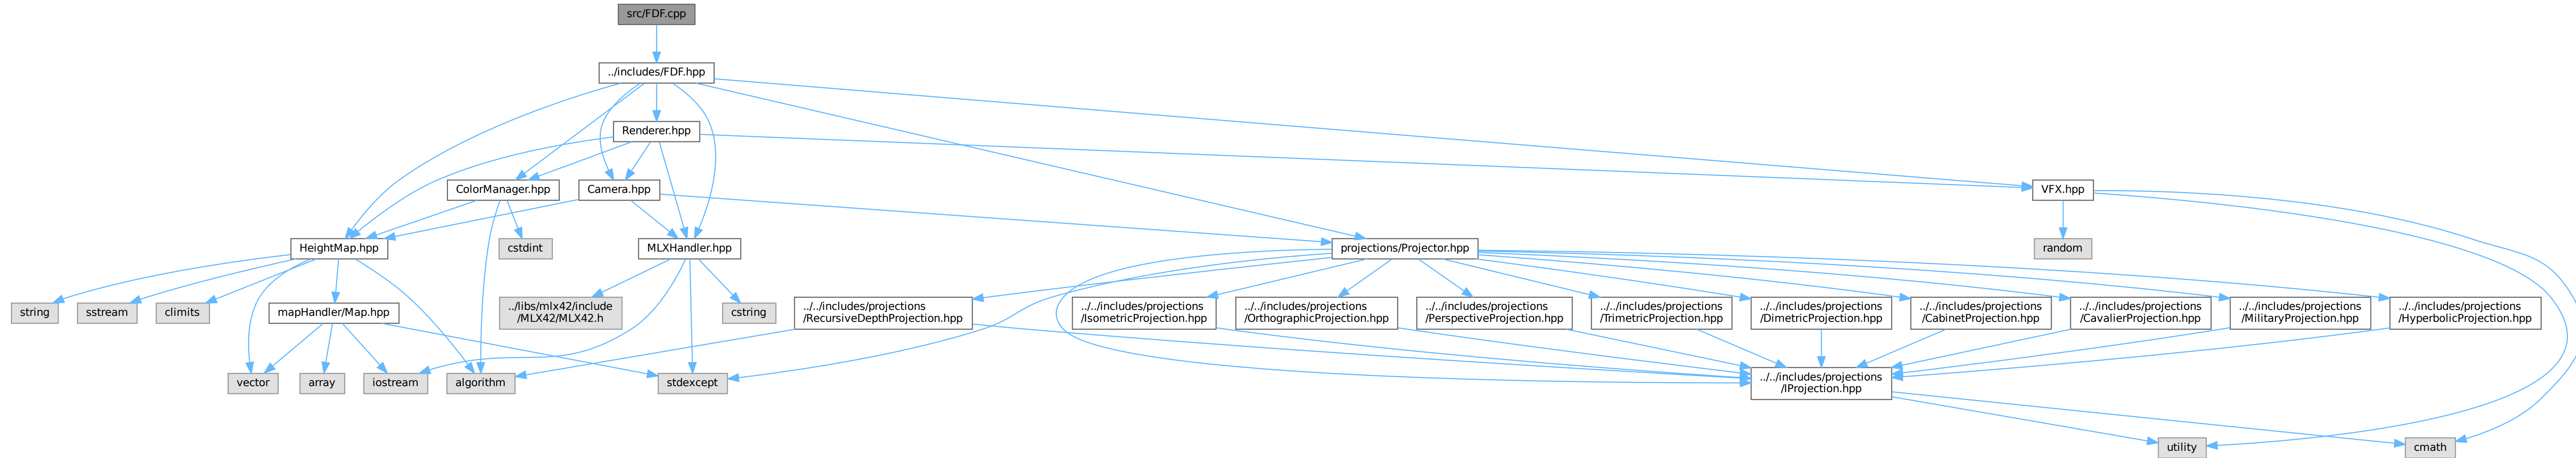 src/FDF.cpp
../includes/FDF.hpp
Renderer.hpp
ColorManager.hpp
Camera.hpp
VFX.hpp
HeightMap.hpp
cstdint
MLXHandler.hpp
projections/Projector.hpp
random
string
sstream
climits
mapHandler/Map.hpp
../libs/mlx42/include
/MLX42/MLX42.h
cstring
../../includes/projections
/RecursiveDepthProjection.hpp
../../includes/projections
/IsometricProjection.hpp
../../includes/projections
/OrthographicProjection.hpp
../../includes/projections
/PerspectiveProjection.hpp
../../includes/projections
/TrimetricProjection.hpp
../../includes/projections
/DimetricProjection.hpp
../../includes/projections
/CabinetProjection.hpp
../../includes/projections
/CavalierProjection.hpp
../../includes/projections
/MilitaryProjection.hpp
../../includes/projections
/HyperbolicProjection.hpp
vector
array
iostream
algorithm
stdexcept
../../includes/projections
/IProjection.hpp
utility
cmath